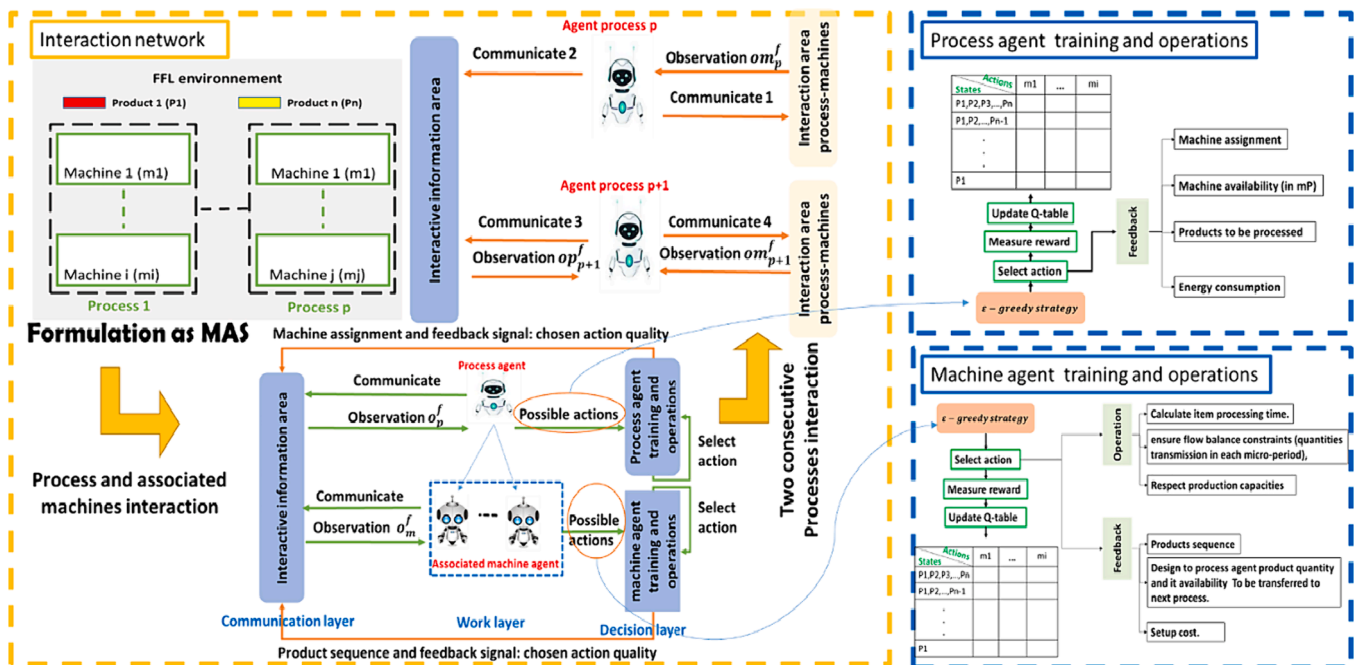 Interaction network
FFL environnement
Product 1 (P1)
Product n (Pn)
Machine 1 (m1)
Machine 1 (m1)
Machine i (mi)
Machine j (mj)
Process 1
Process p
Formulation as MAS
Process and associated
machines interaction
Interactive information area
Agent process p
Communicate 2
Observation om_p^f
Communicate 1
Interaction area
process-machines
Agent process p+1
Communicate 3
Communicate 4
Observation op_{p+1}^f
Observation om_{p+1}^f
Interaction area
process-machines
Machine assignment and feedback signal: chosen action quality
Interactive information area
Process agent
Communicate
Observation o_p^f
Possible actions
Process agent
training and
operations
Select
action
Communicate
Observation o_m^f
Possible
actions
Associated machine agent
machine agent
training and
operations
Select
action
Two consecutive
Processes interaction
Communication layer
Work layer
Decision layer
Product sequence and feedback signal: chosen action quality
Process agent training and operations
Actions
States
m1
...
mi
P1,P2,P3,...,Pn
P1,P2,...,Pn-1
.
.
.
P1
Update Q-table
Measure reward
Select action
ε − greedy strategy
Feedback
Machine assignment
Machine availability (in mP)
Products to be processed
Energy consumption
Machine agent training and operations
ε − greedy strategy
Select action
Measure reward
Update Q-table
Actions
States
m1
...
mi
P1,P2,P3,...,Pn
P1,P2,...,Pn-1
.
.
.
P1
Operation
Calculate item processing time.
ensure flow balance constraints (quantities
transmission in each micro-period),
Respect production capacities
Feedback
Products sequence
Design to process agent product quantity
and it availability To be transferred to
next process.
Setup cost.